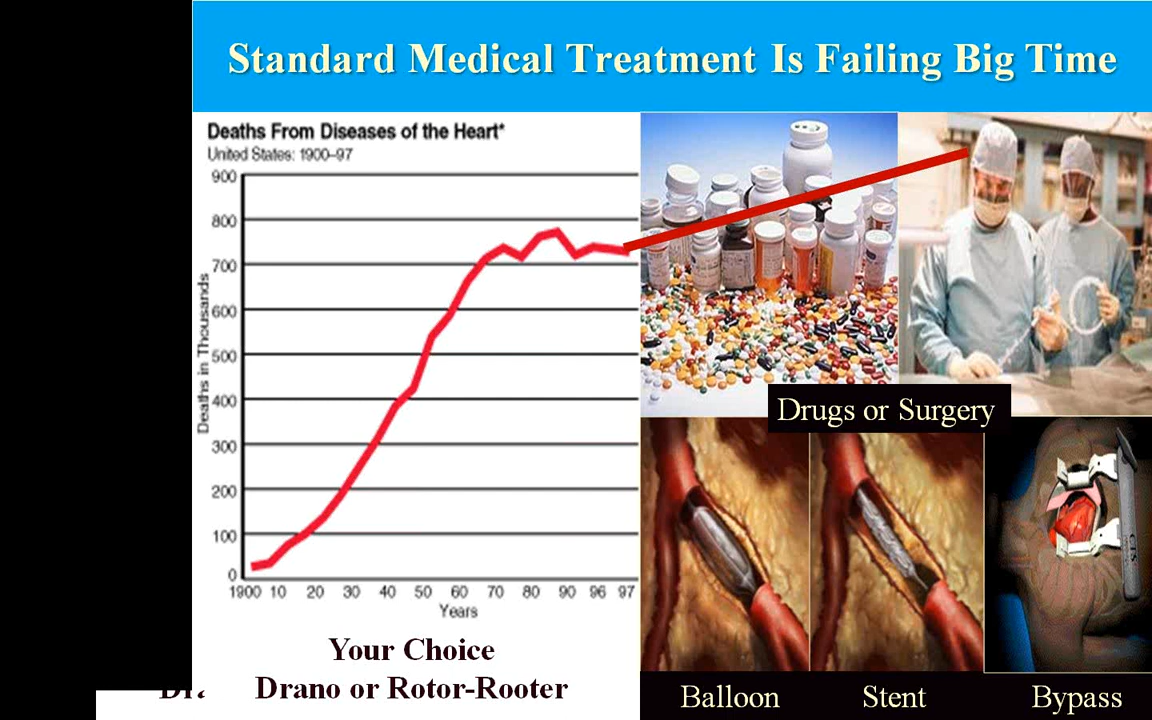 Standard Medical Treatment Is Failing Big Time
Deaths From Diseases of the Heart*
United States: 1900–97
Deaths in Thousands
900
800
700
600
500
400
300
200
100
0
1900 10 20 30 40 50 60 70 80 90 96 97
Years
Your Choice
Drano or Rotor-Rooter
Drugs or Surgery
Balloon
Stent
Bypass